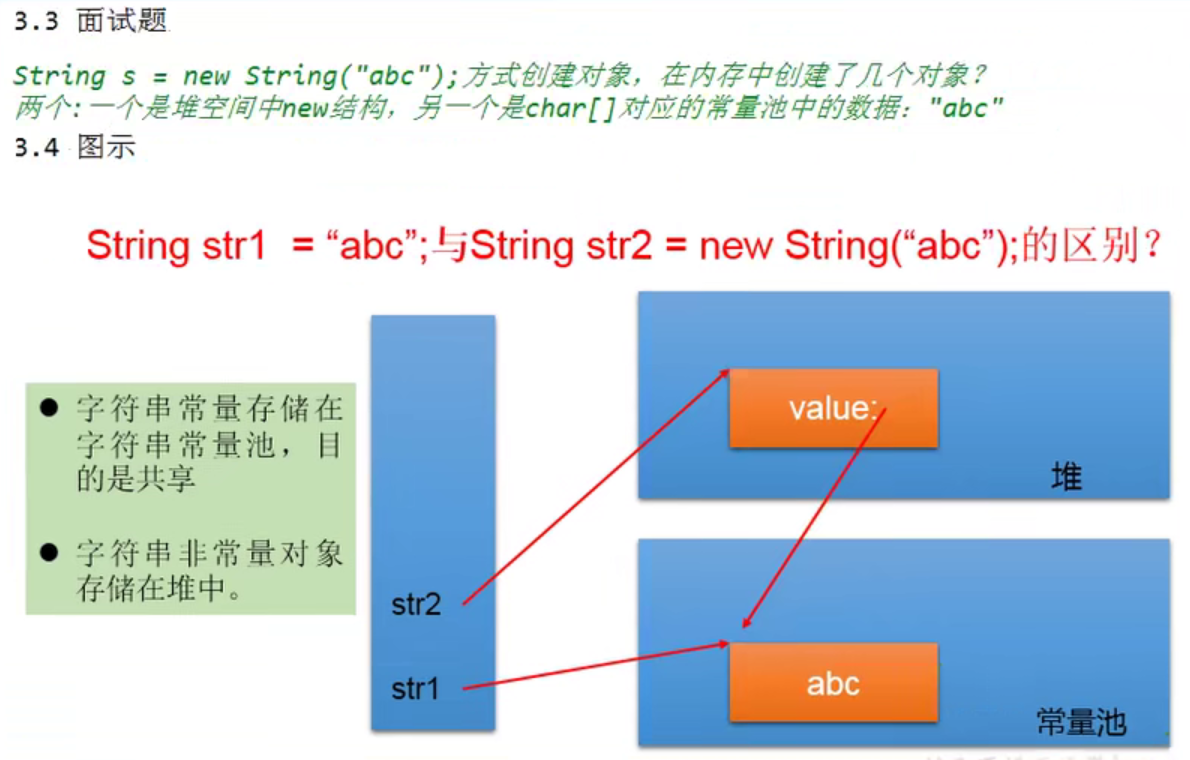 3.3 面试题
String s = new String("abc");方式创建对象，在内存中创建了几个对象？
两个:一个是堆空间中new结构，另一个是char[]对应的常量池中的数据："abc"
3.4 图示
String str1 = “abc”;与String str2 = new String(“abc”);的区别？
● 字符串常量存储在
字符串常量池，目
的是共享
● 字符串非常量对象
存储在堆中。
str2
str1
value:
堆
abc
常量池